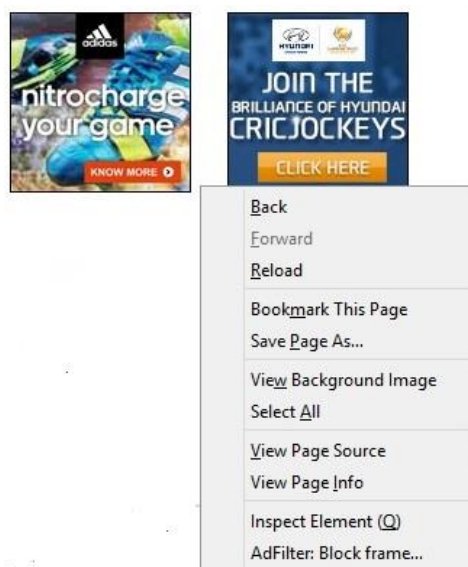 adidas
nitrocharge
your game
KNOW MORE
HYUNDAI
JOIN THE
BRILLIANCE OF HYUNDAI
CRICJOCKEYS
CLICK HERE
Back
Forward
Reload
Bookmark This Page
Save Page As...
View Background Image
Select All
View Page Source
View Page Info
Inspect Element (Q)
AdFilter: Block frame...